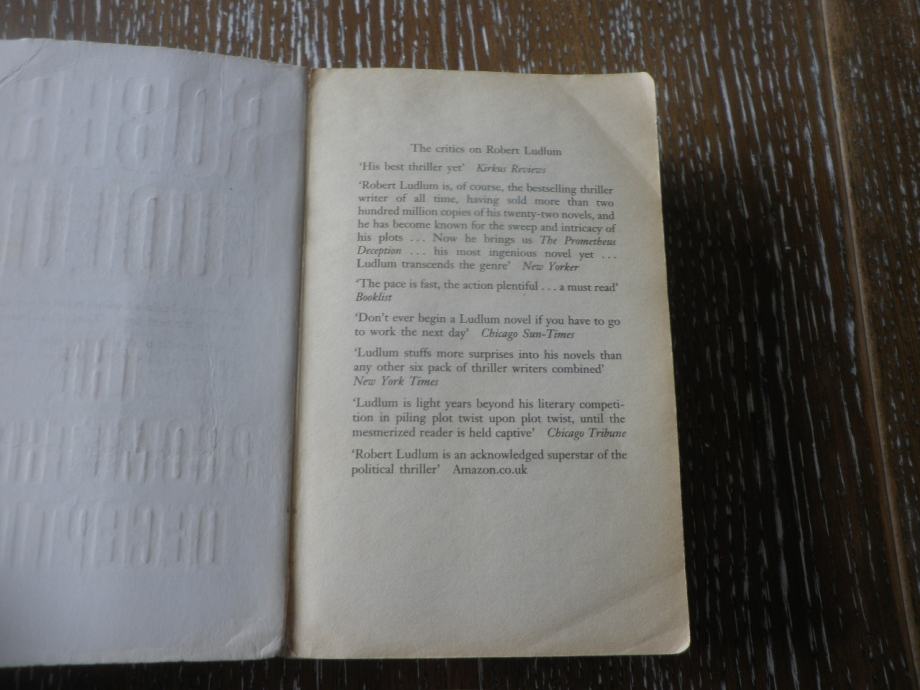 The critics on Robert Ludlum
'His best thriller yet' Kirkus Reviews
'Robert Ludlum is, of course, the bestselling thriller
writer of all time, having sold more than two
hundred million copies of his twenty-two novels, and
he has become known for the sweep and intricacy of
his plots ... Now he brings us The Prometheus
Deception ... his most ingenious novel yet ...
Ludlum transcends the genre' New Yorker
'The pace is fast, the action plentiful ... a must read'
Booklist
'Don't ever begin a Ludlum novel if you have to go
to work the next day' Chicago Sun-Times
'Ludlum stuffs more surprises into his novels than
any other six pack of thriller writers combined'
New York Times
'Ludlum is light years beyond his literary competi-
tion in piling plot twist upon plot twist, until the
mesmerized reader is held captive' Chicago Tribune
'Robert Ludlum is an acknowledged superstar of the
political thriller' Amazon.co.uk